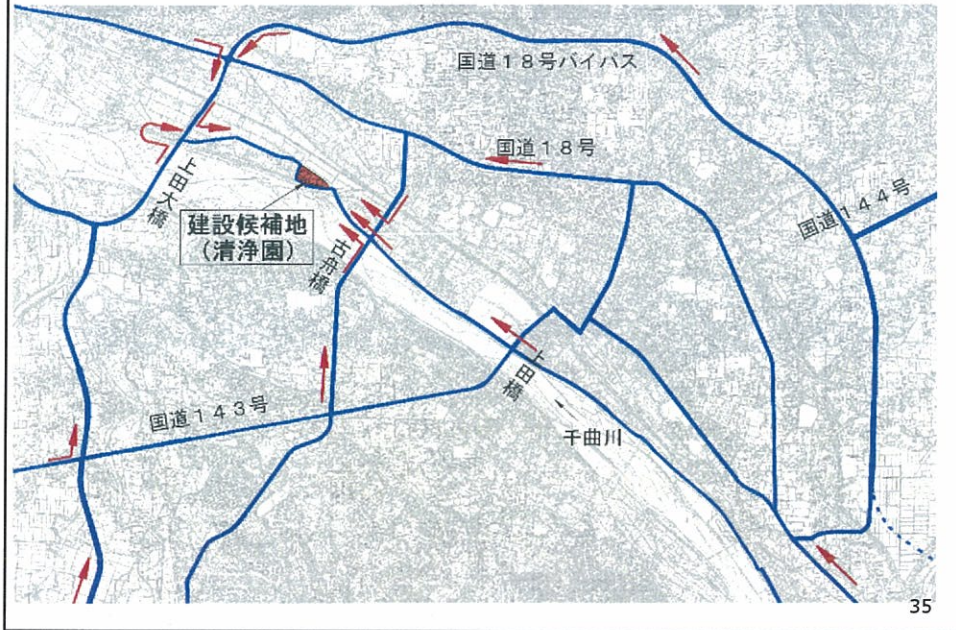 国道１８号バイパス
国道１８号
国道１４４号
上田大橋
建設候補地
（清浄園）
古舟橋
上田橋
国道１４３号
千曲川
35